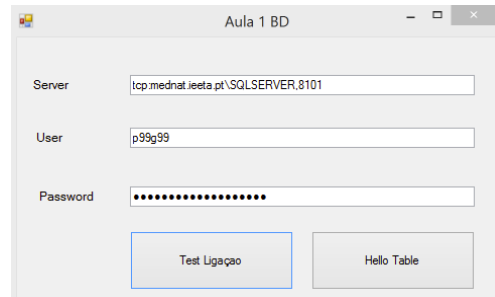 Aula 1 BD
Server
tcp:mednat.ieeta.pt\SQLSERVER,8101
User
p99g99
Password
●●●●●●●●●●●●●●●●●●●
Test Ligaçao
Hello Table